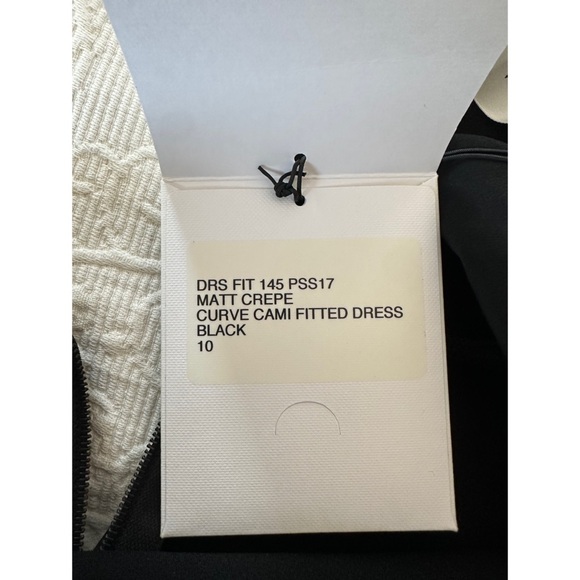 DRS FIT 145 PSS17
MATT CREPE
CURVE CAMI FITTED DRESS
BLACK
10